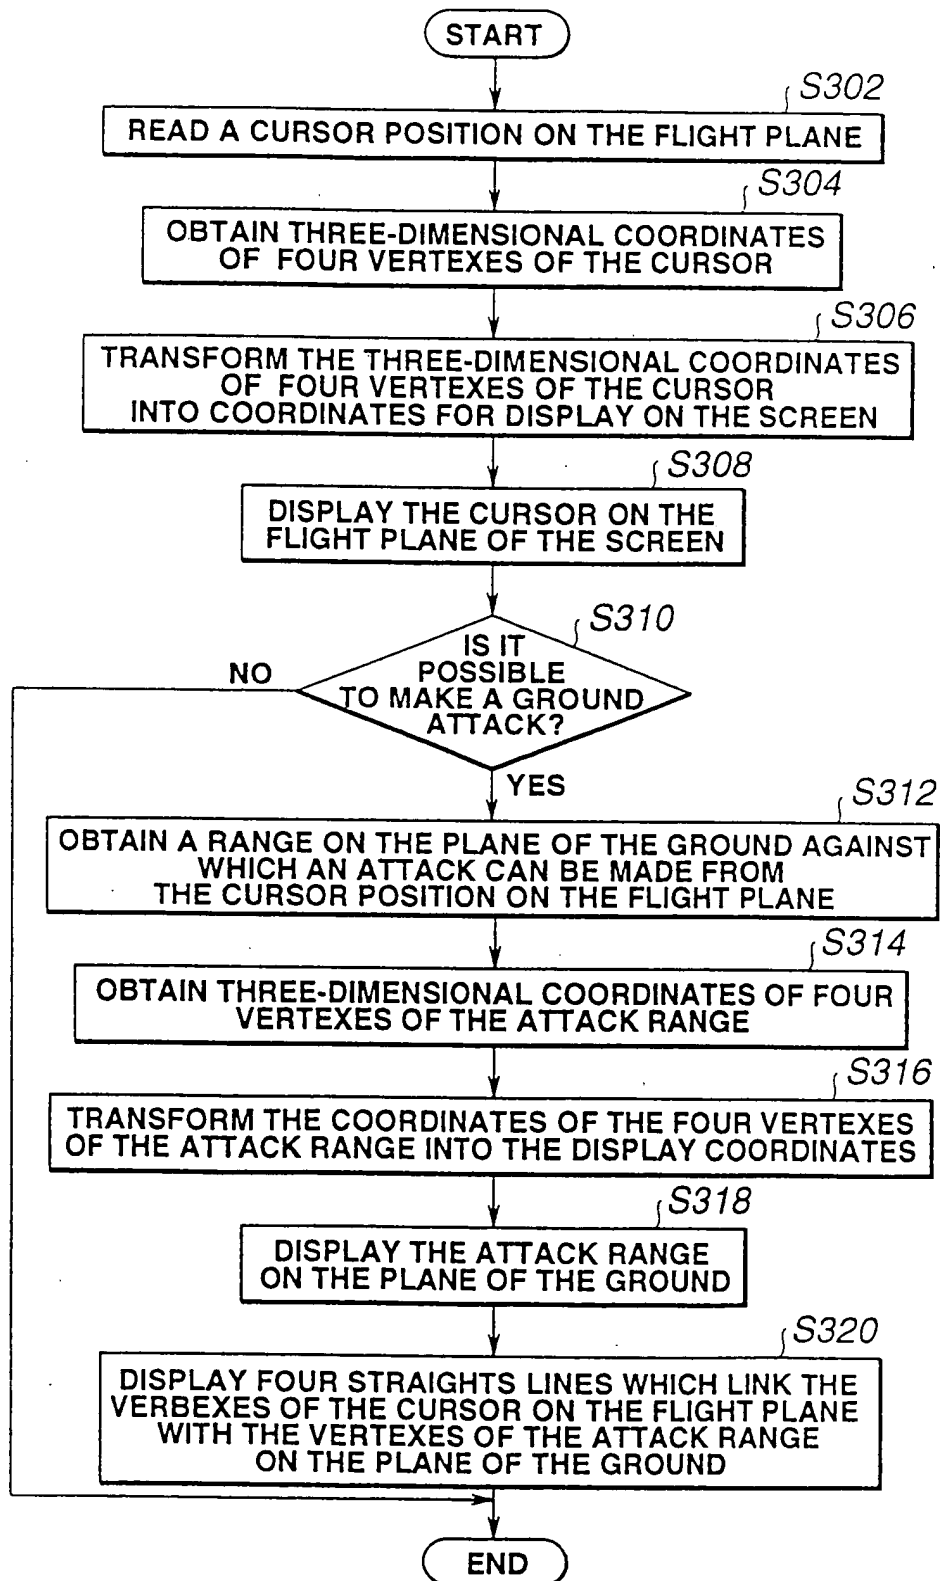 START
S302
READ A CURSOR POSITION ON THE FLIGHT PLANE
S304
OBTAIN THREE-DIMENSIONAL COORDINATES
OF FOUR VERTEXES OF THE CURSOR
S306
TRANSFORM THE THREE-DIMENSIONAL COORDINATES
OF FOUR VERTEXES OF THE CURSOR
INTO COORDINATES FOR DISPLAY ON THE SCREEN
S308
DISPLAY THE CURSOR ON THE
FLIGHT PLANE OF THE SCREEN
S310
IS IT
POSSIBLE
TO MAKE A GROUND
ATTACK?
NO
YES
S312
OBTAIN A RANGE ON THE PLANE OF THE GROUND AGAINST
WHICH AN ATTACK CAN BE MADE FROM
THE CURSOR POSITION ON THE FLIGHT PLANE
S314
OBTAIN THREE-DIMENSIONAL COORDINATES OF FOUR
VERTEXES OF THE ATTACK RANGE
S316
TRANSFORM THE COORDINATES OF THE FOUR VERTEXES
OF THE ATTACK RANGE INTO THE DISPLAY COORDINATES
S318
DISPLAY THE ATTACK RANGE
ON THE PLANE OF THE GROUND
S320
DISPLAY FOUR STRAIGHTS LINES WHICH LINK THE
VERBEXES OF THE CURSOR ON THE FLIGHT PLANE
WITH THE VERTEXES OF THE ATTACK RANGE
ON THE PLANE OF THE GROUND
END